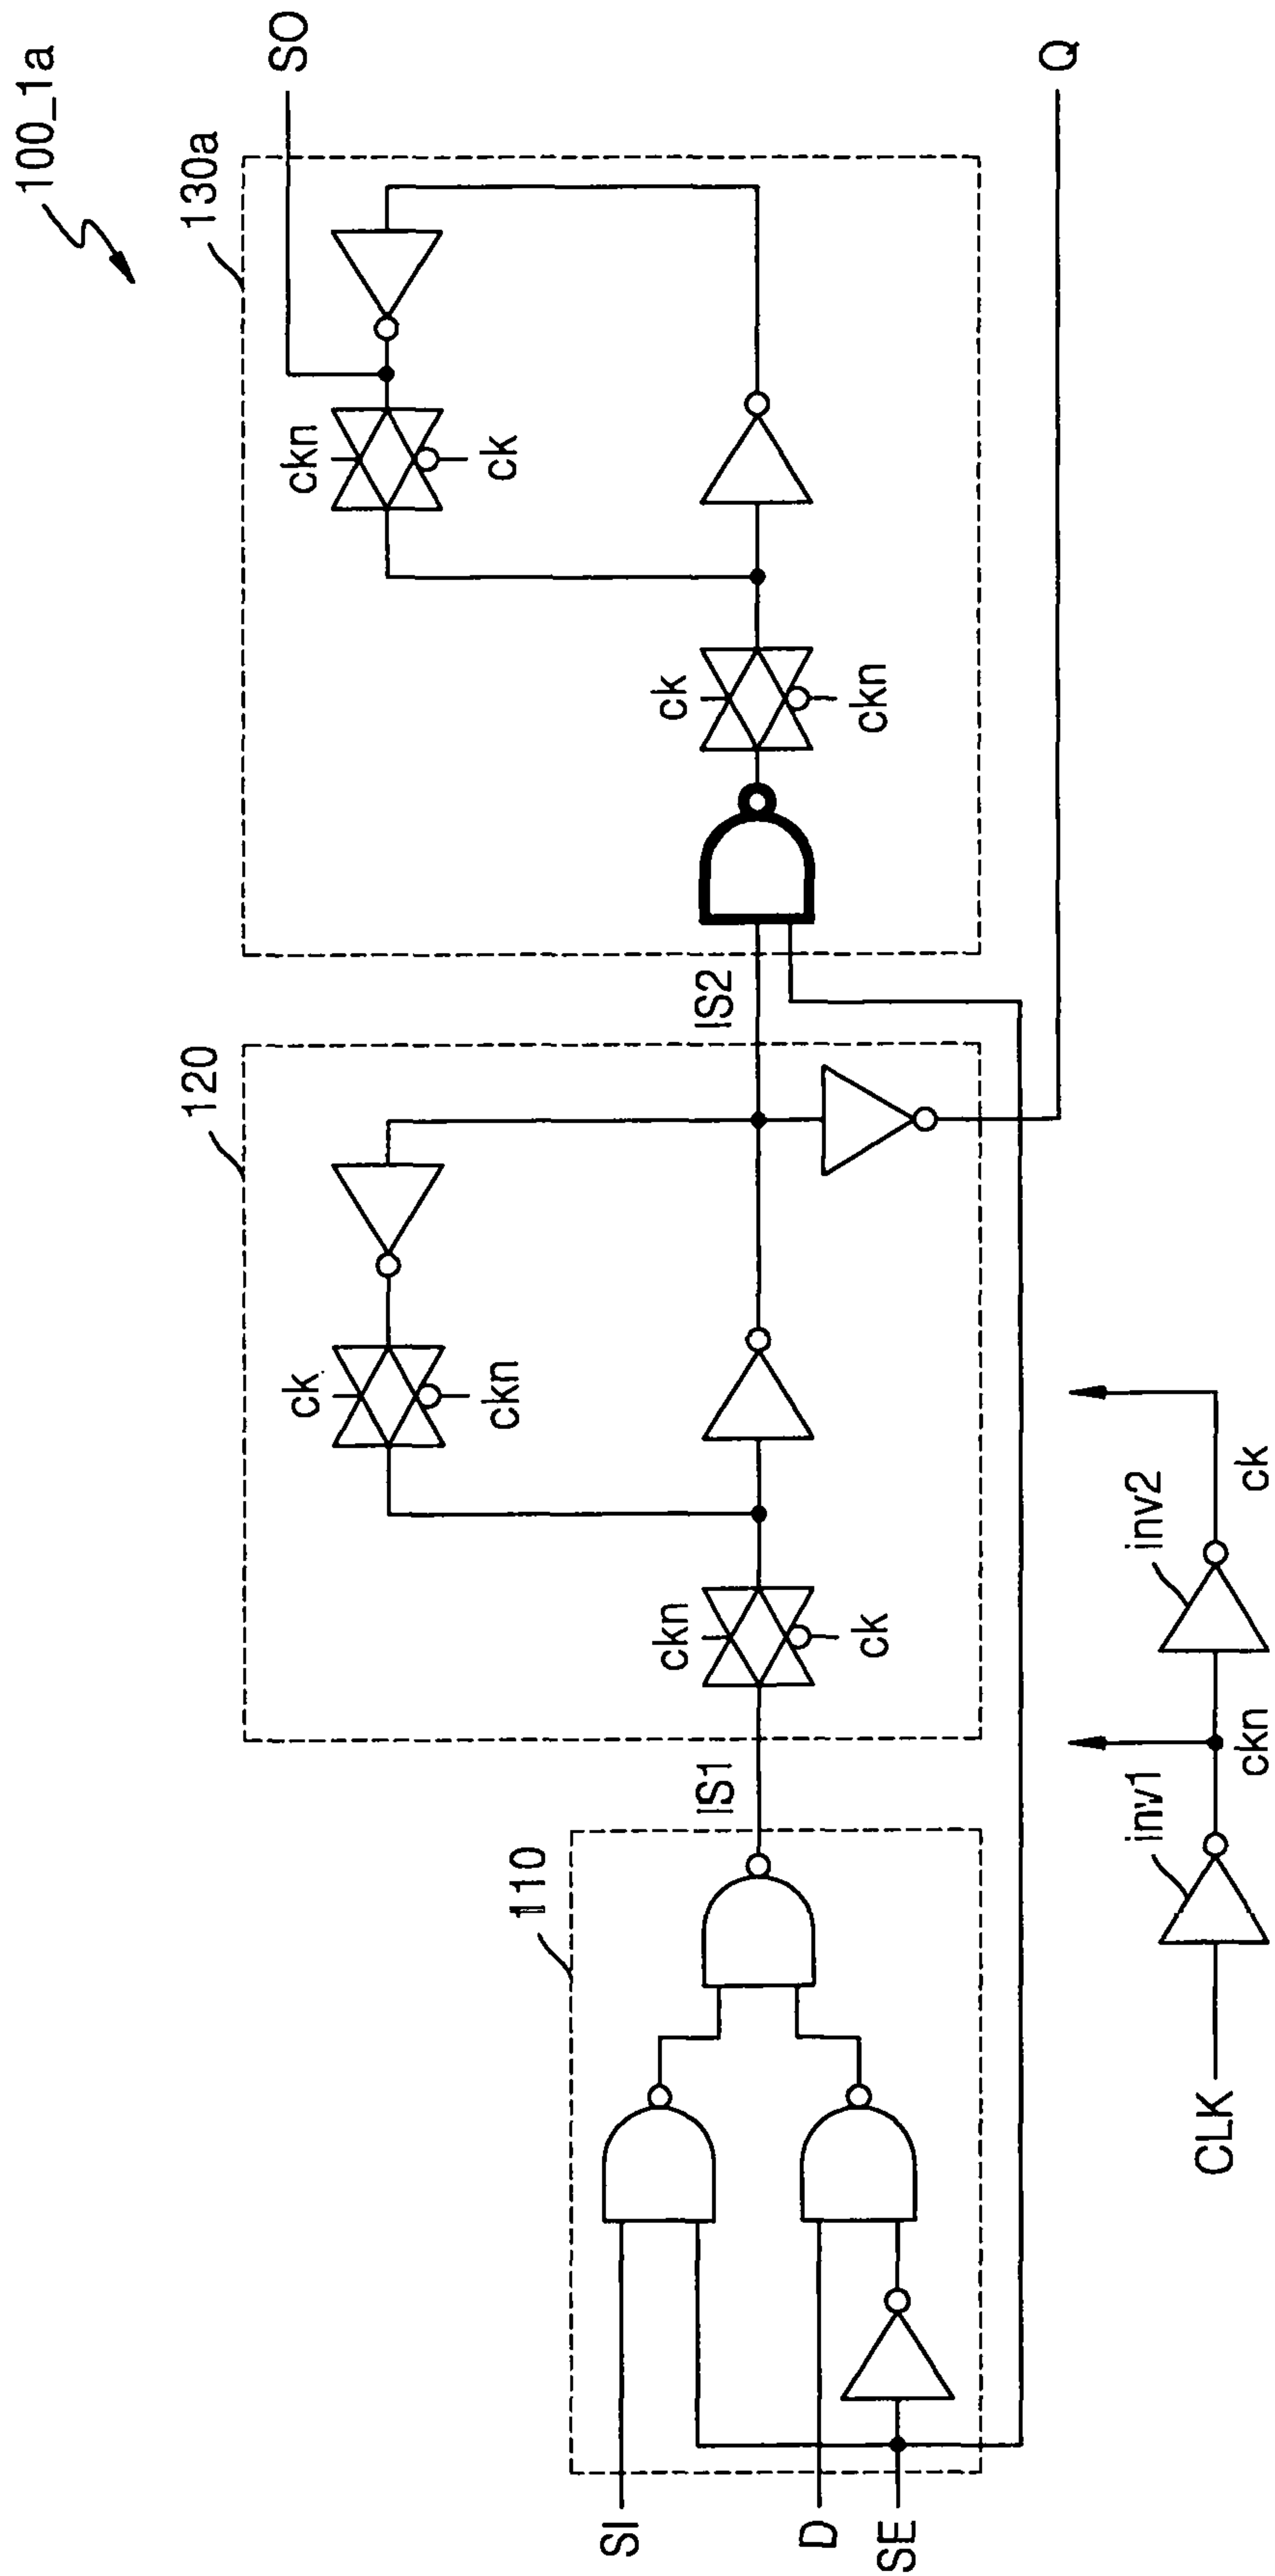 100_1a
130a
SO
ckn
ck
ck
ckn
120
IS2
ck
ckn
ckn
ck
Q
110
IS1
SI
D
SE
CLK
inv1
ckn
inv2
ck